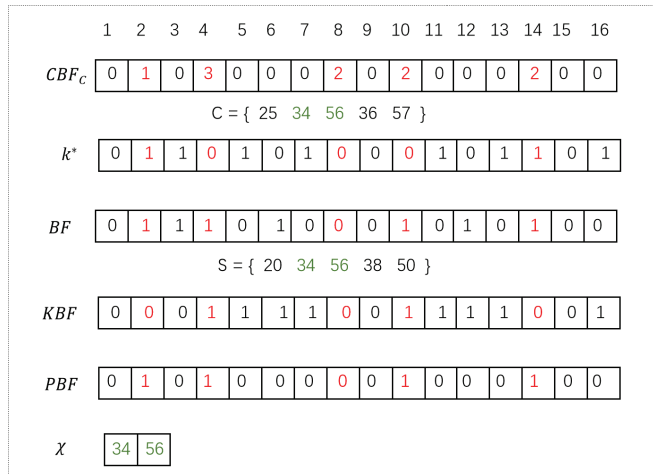 1 2 3 4 5 6 7 8 9 10 11 12 13 14 15 16
CBF_C 0 1 0 3 0 0 0 2 0 2 0 0 0 2 0 0
C = { 25 34 56 36 57 }
k* 0 1 1 0 1 0 1 0 0 0 1 0 1 1 0 1
BF 0 1 1 1 0 1 0 0 0 1 0 1 0 1 0 0
S = { 20 34 56 38 50 }
KBF 0 0 0 1 1 1 1 0 0 1 1 1 1 0 0 1
PBF 0 1 0 1 0 0 0 0 0 1 0 0 0 1 0 0
χ 34 56